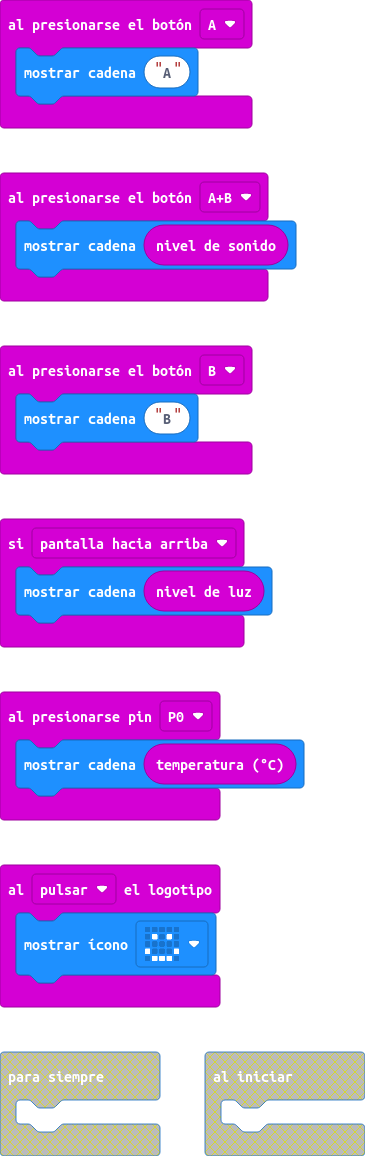 al presionarse el botón A
mostrar cadena "A"
al presionarse el botón A+B
mostrar cadena nivel de sonido
al presionarse el botón B
mostrar cadena "B"
si pantalla hacia arriba
mostrar cadena nivel de luz
al presionarse pin P0
mostrar cadena temperatura (°C)
al pulsar el logotipo
mostrar ícono
para siempre al iniciar